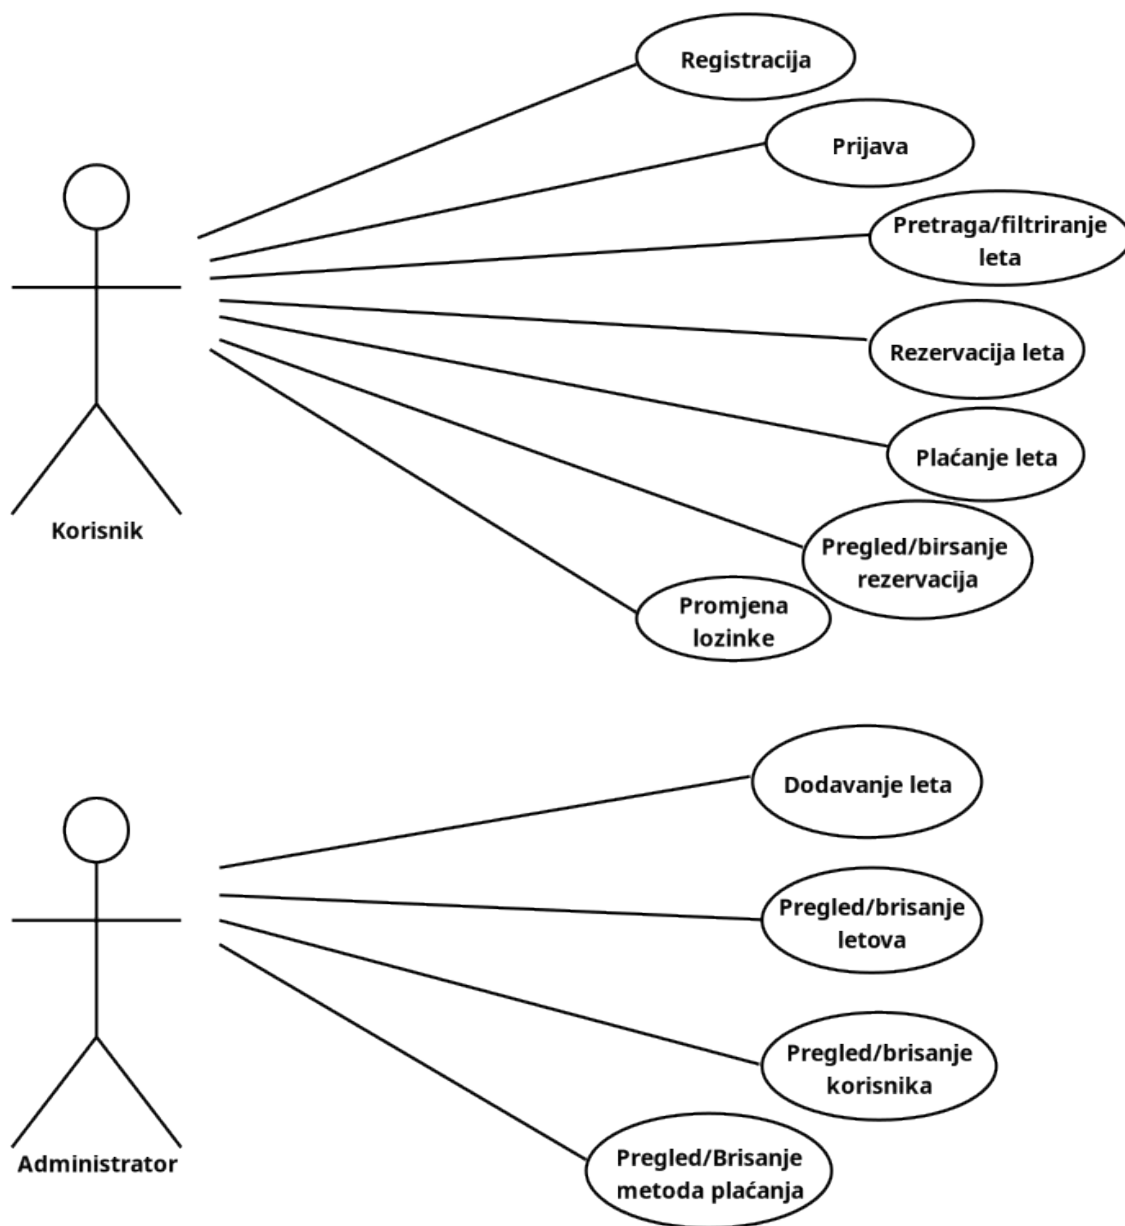 Registracija
Prijava
Pretraga/filtriranje
leta
Rezervacija leta
Plaćanje leta
Korisnik
Pregled/birsanje
rezervacija
Promjena
lozinke
Dodavanje leta
Pregled/brisanje
letova
Pregled/brisanje
korisnika
Administrator
Pregled/Brisanje
metoda plaćanja